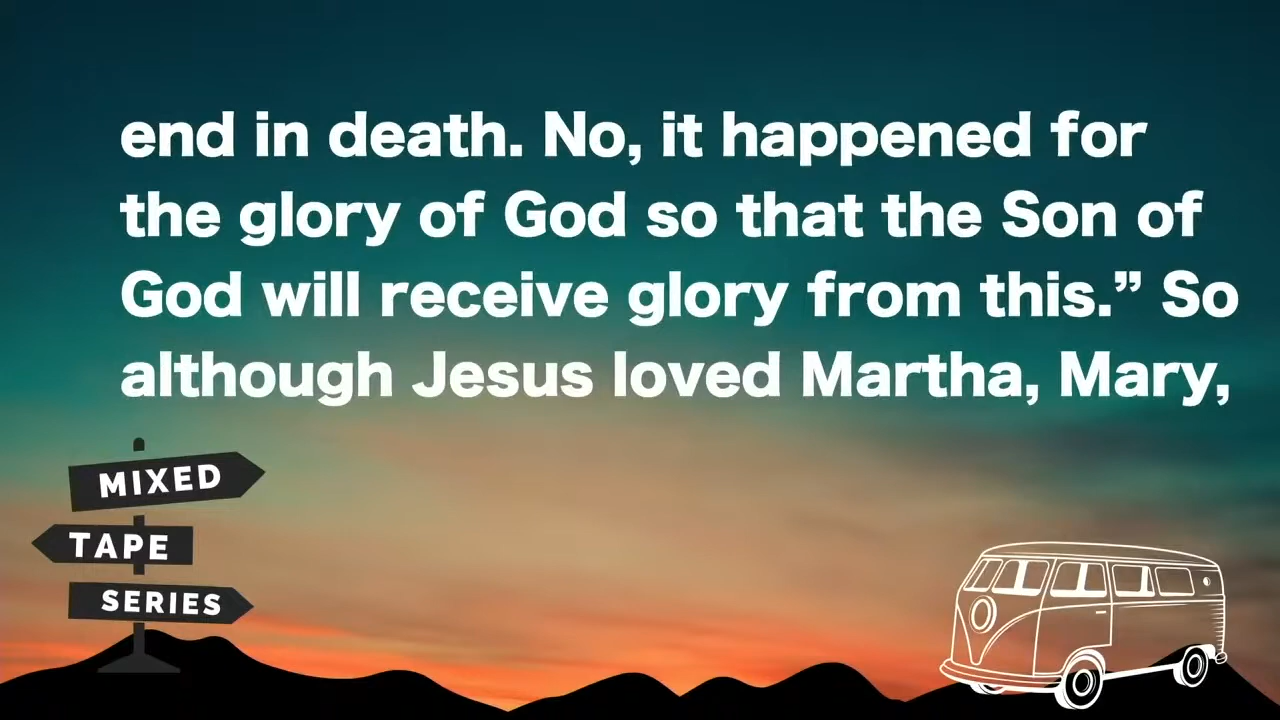 end in death. No, it happened for
the glory of God so that the Son of
God will receive glory from this.” So
although Jesus loved Martha, Mary,
MIXED
TAPE
SERIES